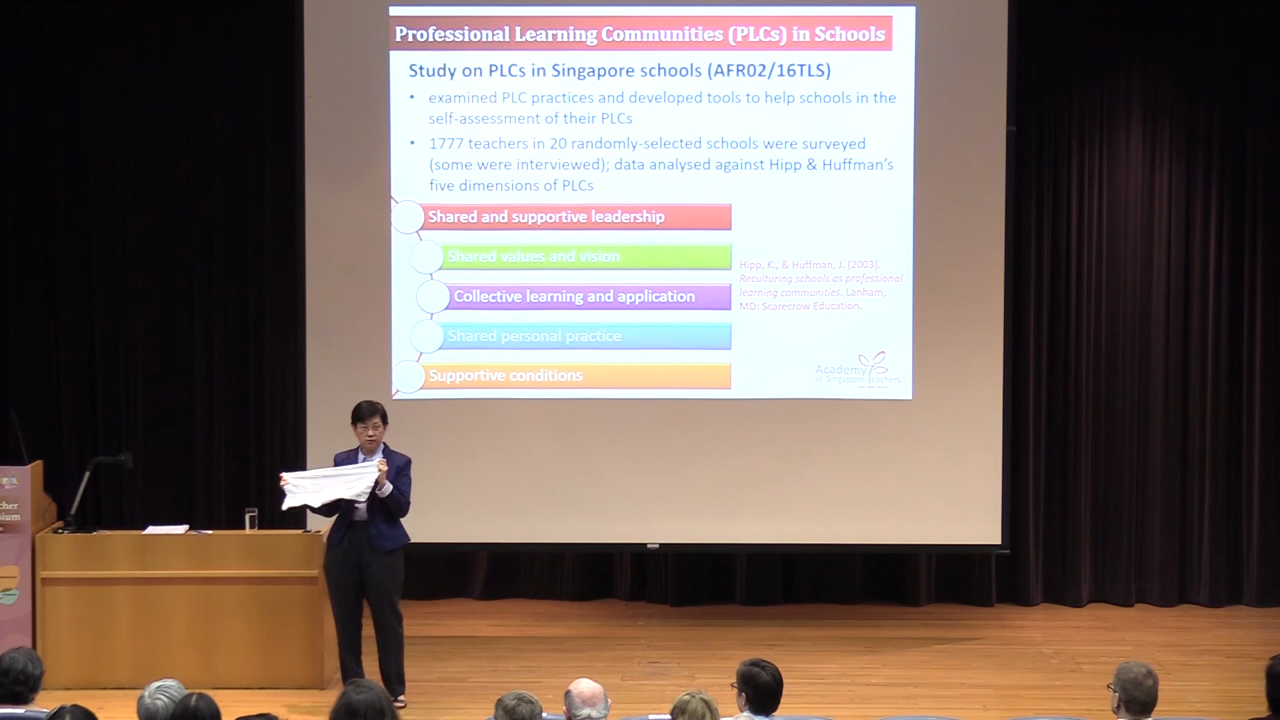 Professional Learning Communities (PLCs) in Schools
Study on PLCs in Singapore schools (AFR02/16TLS)
• examined PLC practices and developed tools to help schools in the
self-assessment of their PLCs
• 1777 teachers in 20 randomly-selected schools were surveyed
(some were interviewed); data analysed against Hipp & Huffman's
five dimensions of PLCs
Shared and supportive leadership
Shared values and vision
Collective learning and application
Shared personal practice
Supportive conditions
Hipp, K., & Huffman, J. (2003).
Reculturing schools as professional
learning communities. Lanham,
MD: Scarecrow Education.
Academy
in Singapore teachers
cher
sium